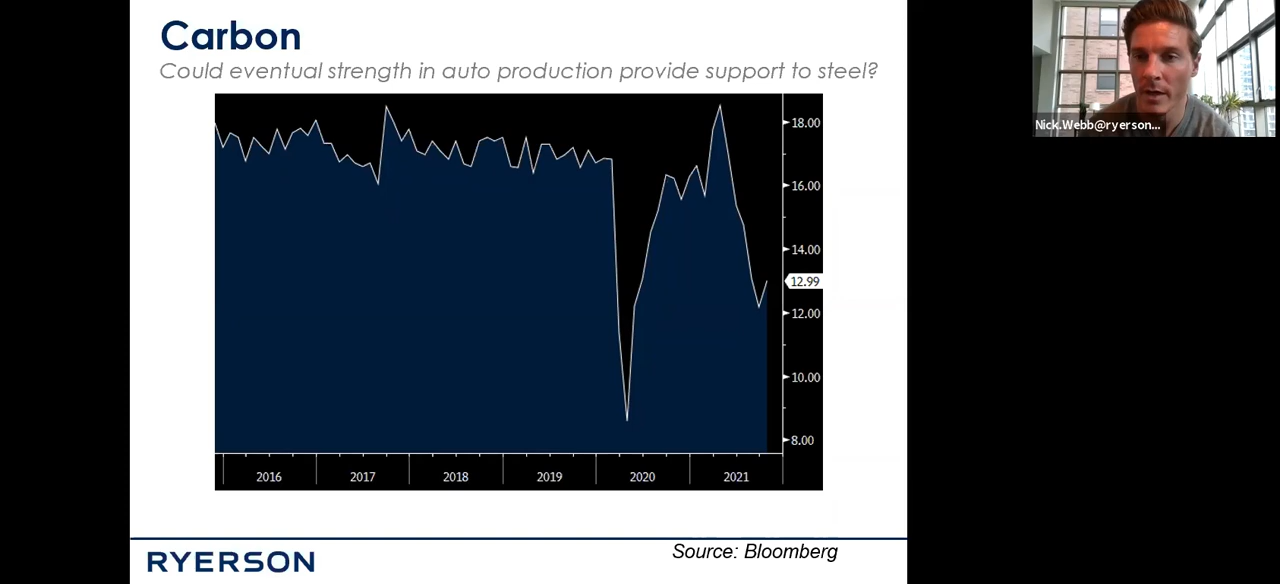 Carbon
Could eventual strength in auto production provide support to steel?
18.00
16.00
14.00
12.99
12.00
10.00
8.00
2016 2017 2018 2019 2020 2021
Source: Bloomberg
RYERSON
Nick.Webb@ryerson...